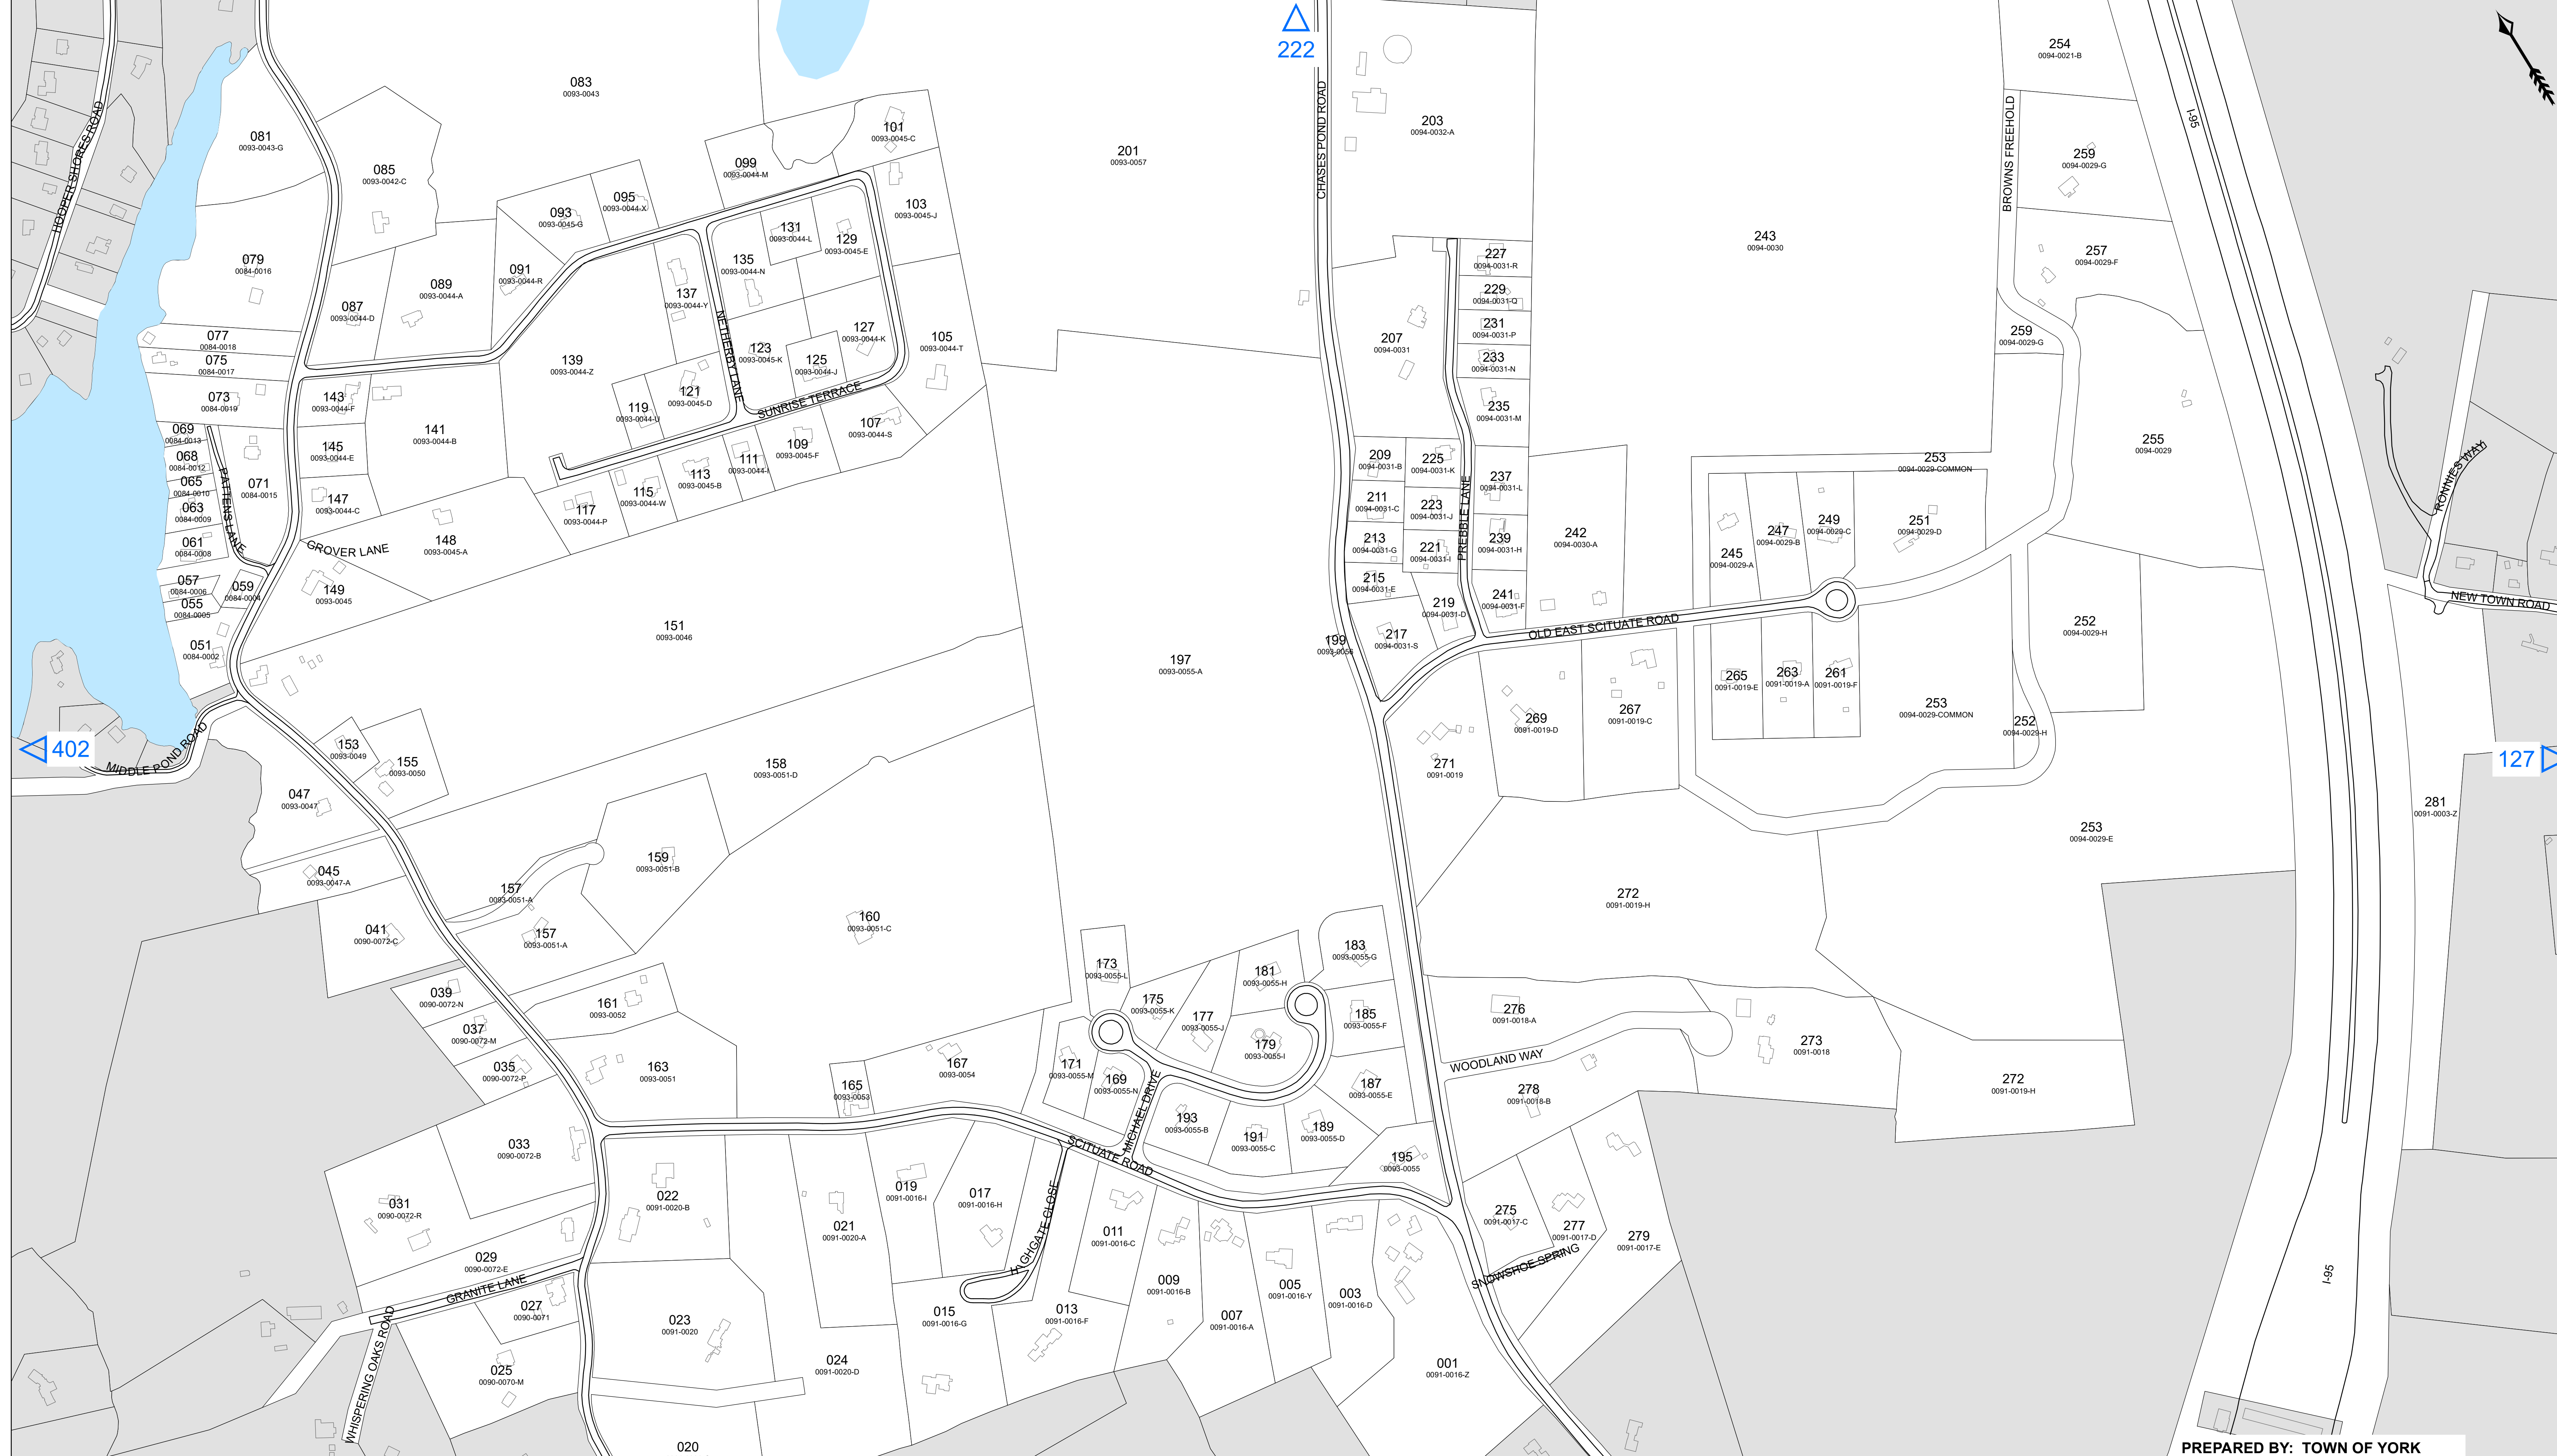 222
402
127
HOOPER SHORES ROAD
CHASES POND ROAD
BROWNS FREEHOLD
I-95
254
0094-0021-B
083
0093-0043
081
0093-0043-G
085
0093-0042-C
101
0093-0045-C
099
0093-0044-M
201
0093-0057
203
0094-0032-A
259
0094-0029-G
095
0093-0044-X
093
0093-0045-G
103
0093-0045-J
131
0093-0044-L
129
0093-0045-E
243
0094-0030
257
0094-0029-F
079
0084-0016
135
0093-0044-N
091
0093-0044-R
089
0093-0044-A
087
0093-0044-D
137
0093-0044-Y
227
0094-0031-R
229
0094-0031-Q
231
0094-0031-P
233
0094-0031-N
235
0094-0031-M
207
0094-0031
259
0094-0029-G
077
0084-0018
075
0084-0017
073
0084-0019
139
0093-0044-Z
NETHERBY LANE
123
0093-0045-K
127
0093-0044-K
125
0093-0044-J
105
0093-0044-T
SUNRISE TERRACE
121
0093-0045-D
119
0093-0044-U
143
0093-0044-F
141
0093-0044-B
145
0093-0044-E
147
0093-0044-C
148
0093-0045-A
107
0093-0044-S
109
0093-0045-F
111
0093-0044-I
113
0093-0045-B
115
0093-0044-W
117
0093-0044-P
069
0084-0013
068
0084-0012
065
0084-0010
063
0084-0009
061
0084-0008
057
0084-0006
055
0084-0005
059
0084-0004
051
0084-0002
071
0084-0015
PATTENS LANE
GROVER LANE
149
0093-0045
151
0093-0046
209
0094-0031-B
225
0094-0031-K
211
0094-0031-C
223
0094-0031-J
213
0094-0031-G
221
0094-0031-I
215
0094-0031-E
219
0094-0031-D
217
0094-0031-S
199
0093-0056
PREBBLE LANE
237
0094-0031-L
239
0094-0031-H
241
0094-0031-F
242
0094-0030-A
253
0094-0029-COMMON
255
0094-0029
245
0094-0029-A
247
0094-0029-B
249
0094-0029-C
251
0094-0029-D
RONNIES WAY
NEW TOWN ROAD
OLD EAST SCITUATE ROAD
252
0094-0029-H
197
0093-0055-A
265
0091-0019-E
263
0091-0019-A
261
0091-0019-F
253
0094-0029-COMMON
252
0094-0029-H
269
0091-0019-D
267
0091-0019-C
271
0091-0019
MIDDLE POND ROAD
153
0093-0049
155
0093-0050
047
0093-0047
158
0093-0051-D
281
0091-0003-Z
253
0094-0029-E
045
0093-0047-A
159
0093-0051-B
157
0093-0051-A
157
0093-0051-A
160
0093-0051-C
272
0091-0019-H
041
0090-0072-C
039
0090-0072-N
037
0090-0072-M
035
0090-0072-P
161
0093-0052
163
0093-0051
173
0093-0055-L
175
0093-0055-K
177
0093-0055-J
181
0093-0055-H
183
0093-0055-G
185
0093-0055-F
179
0093-0055-I
187
0093-0055-E
171
0093-0055-M
169
0093-0055-N
167
0093-0054
165
0093-0053
MICHAEL DRIVE
193
0093-0055-B
191
0093-0055-C
189
0093-0055-D
195
0093-0055
276
0091-0018-A
WOODLAND WAY
278
0091-0018-B
273
0091-0018
272
0091-0019-H
SCITUATE ROAD
033
0090-0072-B
031
0090-0072-R
029
0090-0072-E
GRANITE LANE
WHISPERING OAKS ROAD
027
0090-0071
025
0090-0070-M
022
0091-0020-B
023
0091-0020
021
0091-0020-A
019
0091-0016-I
017
0091-0016-H
HIGHGATE CLOSE
015
0091-0016-G
013
0091-0016-F
011
0091-0016-C
009
0091-0016-B
007
0091-0016-A
005
0091-0016-Y
003
0091-0016-D
001
0091-0016-Z
024
0091-0020-D
020
275
0091-0017-C
277
0091-0017-D
279
0091-0017-E
SNOWSHOE SPRING
I-95
PREPARED BY: TOWN OF YORK